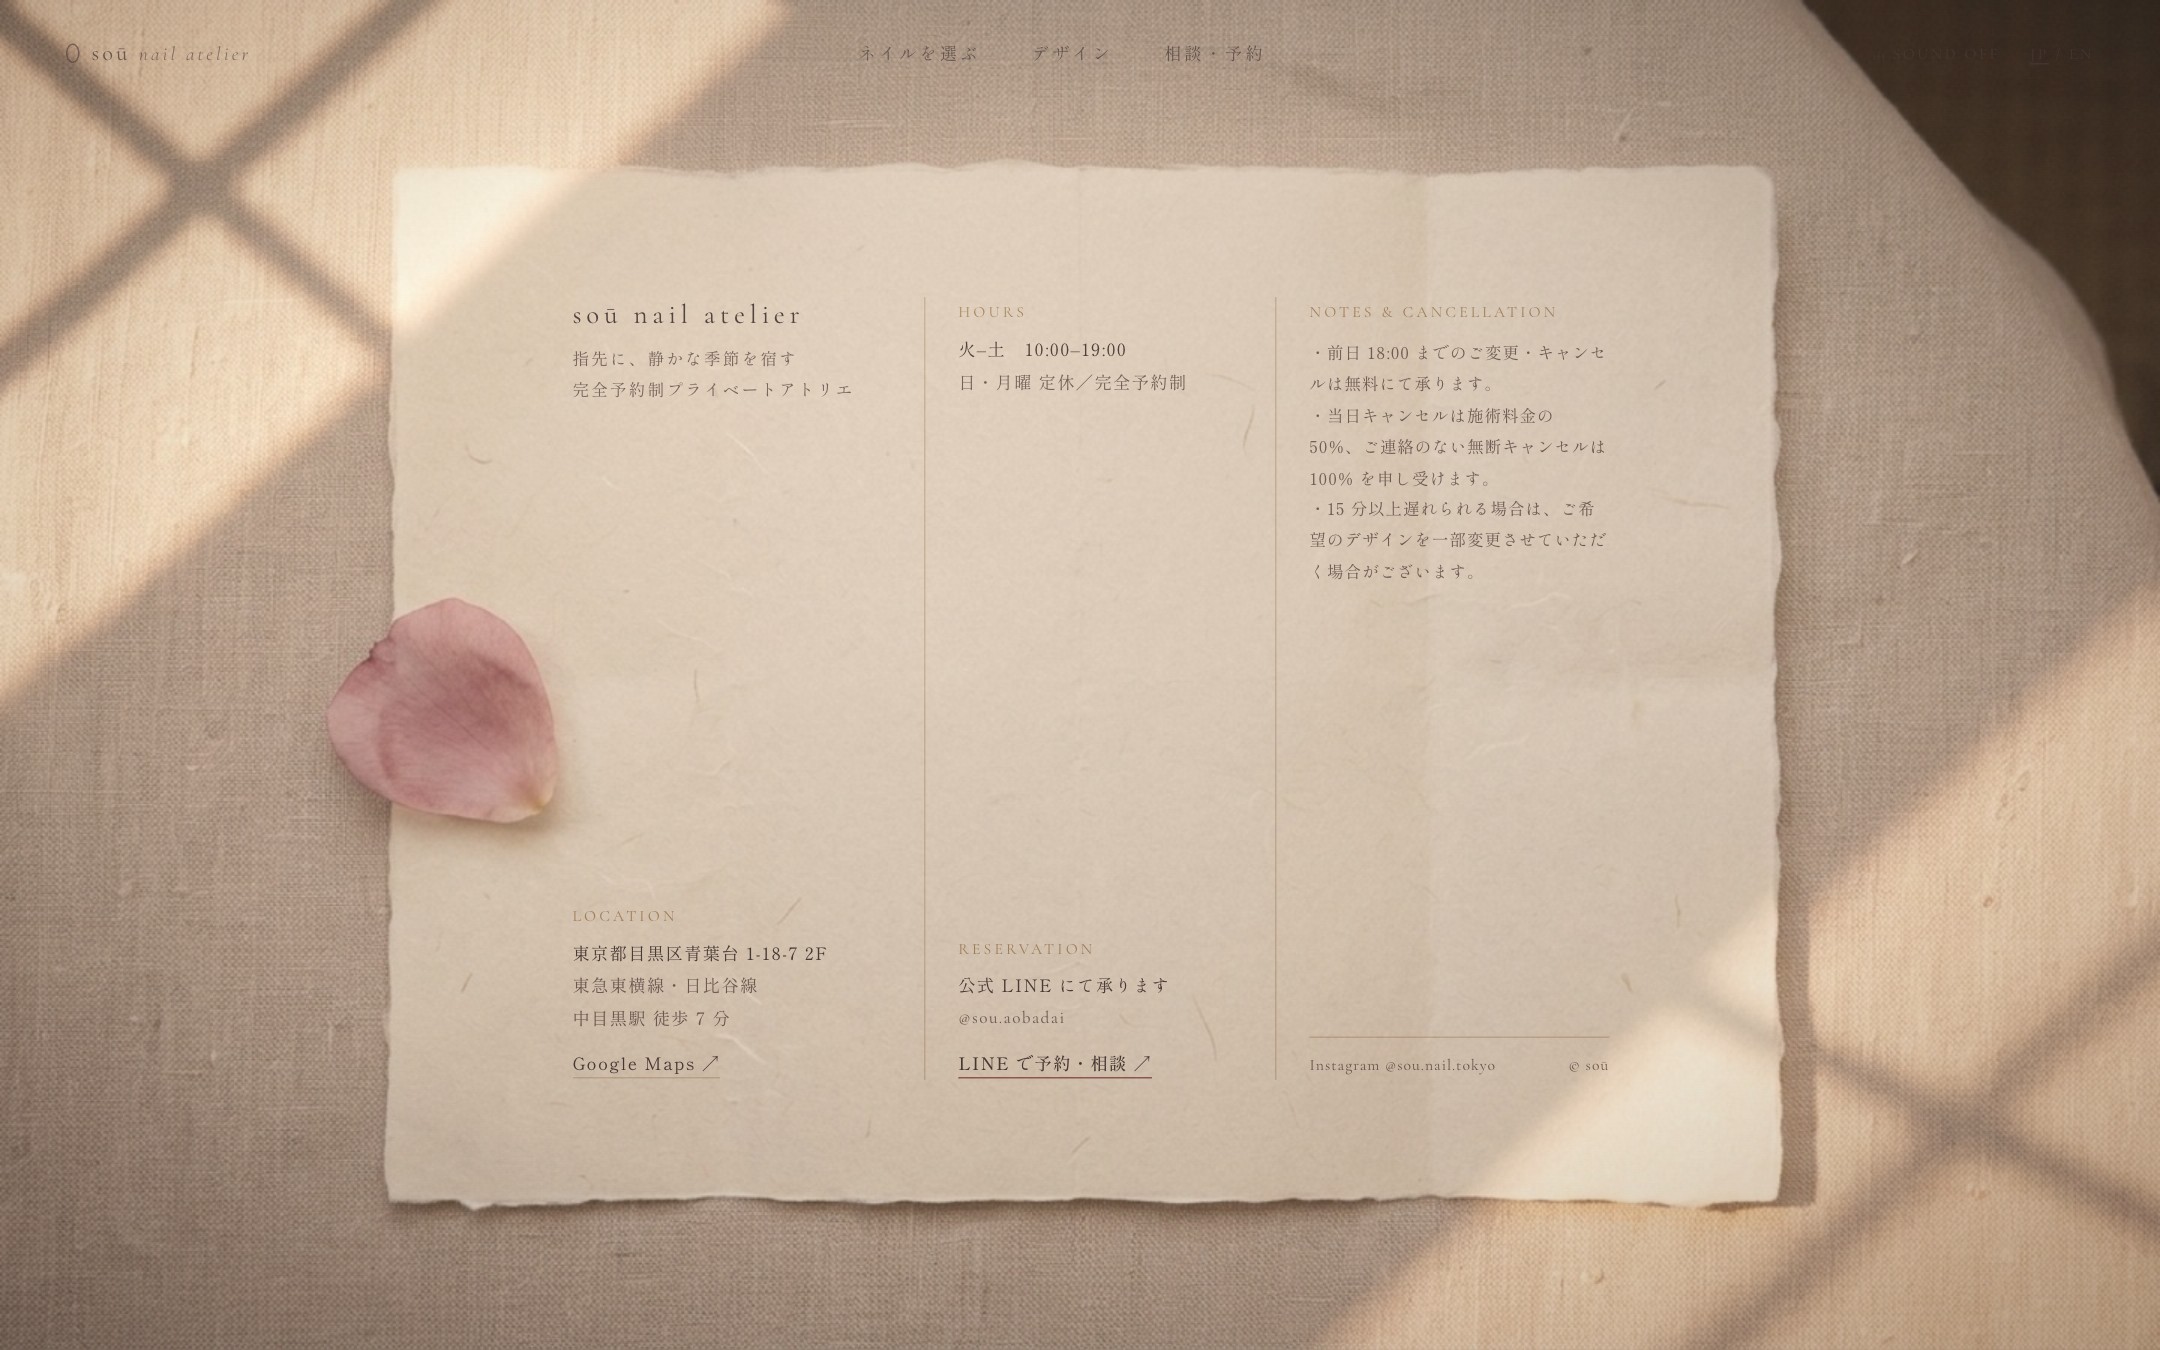 soū nail atelier
ネイルを選ぶ
デザイン
相談・予約
SOUND OFF
JP / EN
soū nail atelier
指先に、静かな季節を宿す
完全予約制プライベートアトリエ
LOCATION
東京都目黒区青葉台 1-18-7 2F
東急東横線・日比谷線
中目黒駅 徒歩 7 分
Google Maps ↗
HOURS
火–土 10:00–19:00
日・月曜 定休／完全予約制
RESERVATION
公式 LINE にて承ります
@sou.aobadai
LINE で予約・相談 ↗
NOTES & CANCELLATION
・前日 18:00 までのご変更・キャンセ
ルは無料にて承ります。
・当日キャンセルは施術料金の
50%、ご連絡のない無断キャンセルは
100% を申し受けます。
・15 分以上遅れられる場合は、ご希
望のデザインを一部変更させていただ
く場合がございます。
Instagram @sou.nail.tokyo
© soū